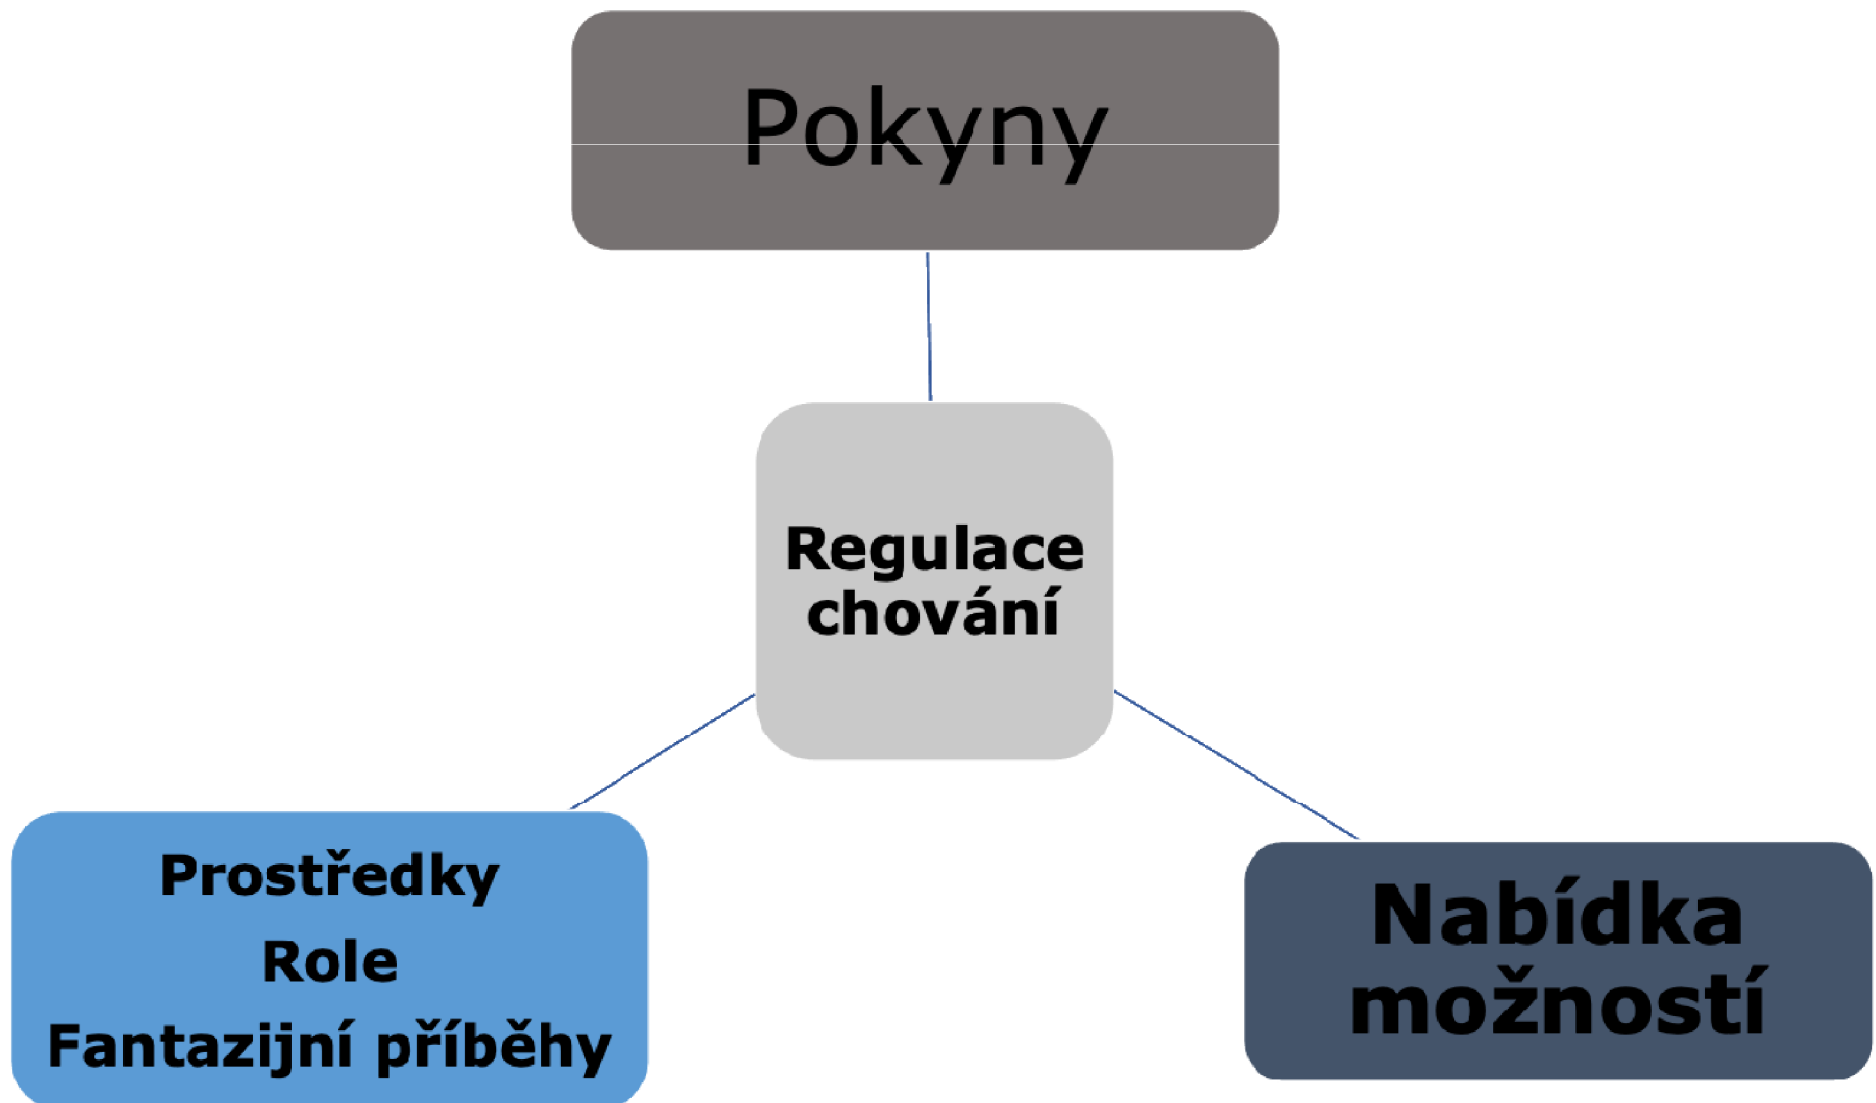 Pokyny
Regulace
chování
Prostředky
Role
Fantazijní příběhy
Nabídka
možností